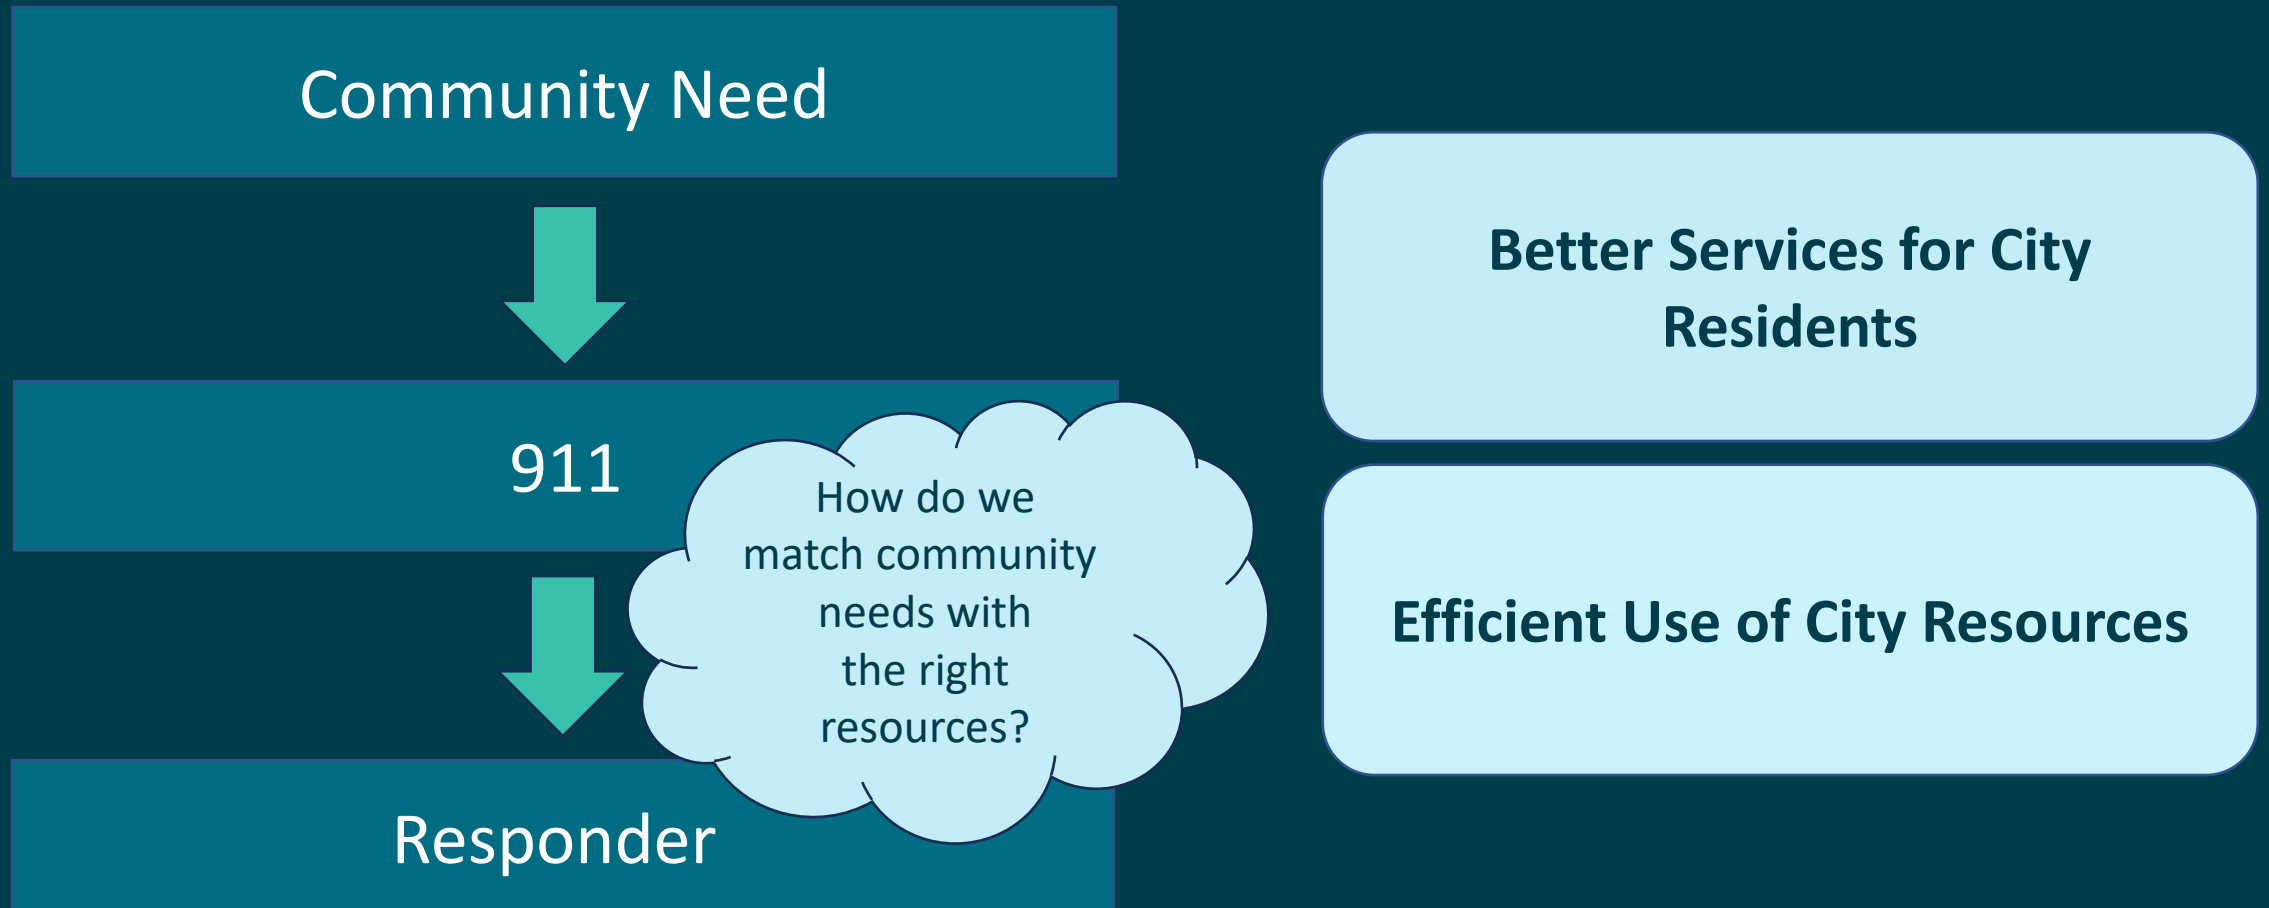 Community Need
911
How do we
match community
needs with
the right
resources?
Responder
Better Services for City
Residents
Efficient Use of City Resources